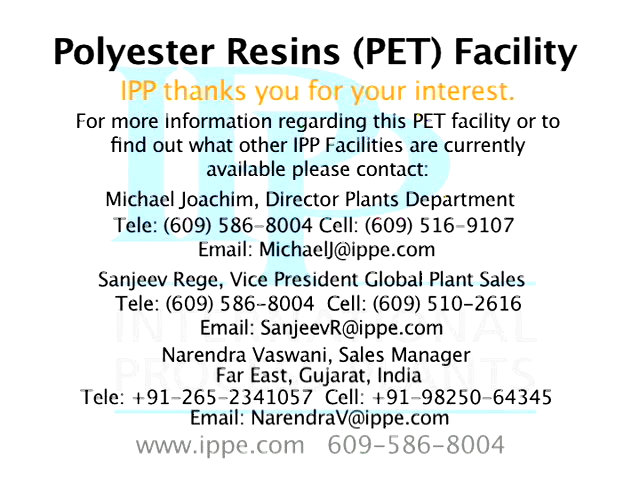 Polyester Resins (PET) Facility
IPP thanks you for your interest.
For more information regarding this PET facility or to
find out what other IPP Facilities are currently
available please contact:
Michael Joachim, Director Plants Department
Tele: (609) 586-8004 Cell: (609) 516-9107
Email: MichaelJ@ippe.com
Sanjeev Rege, Vice President Global Plant Sales
Tele: (609) 586-8004 Cell: (609) 510-2616
Email: SanjeevR@ippe.com
Narendra Vaswani, Sales Manager
Far East, Gujarat, India
Tele: +91-265-2341057 Cell: +91-98250-64345
Email: NarendraV@ippe.com
www.ippe.com 609-586-8004
IPP
INTERNATIONAL